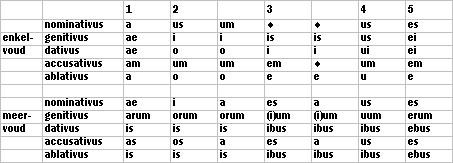 1 2 3 4 5
nominativus a us um ♦ ♦ us es
enkel- genitivus ae i i is is us ei
voud dativus ae o o i i ui ei
accusativus am um um em ♦ um em
ablativus a o o e e u e
nominativus ae i a es a us es
meer- genitivus arum orum orum (i)um (i)um uum erum
voud dativus is is is ibus ibus ibus ebus
accusativus as os a es a us es
ablativus is is is ibus ibus ibus ebus